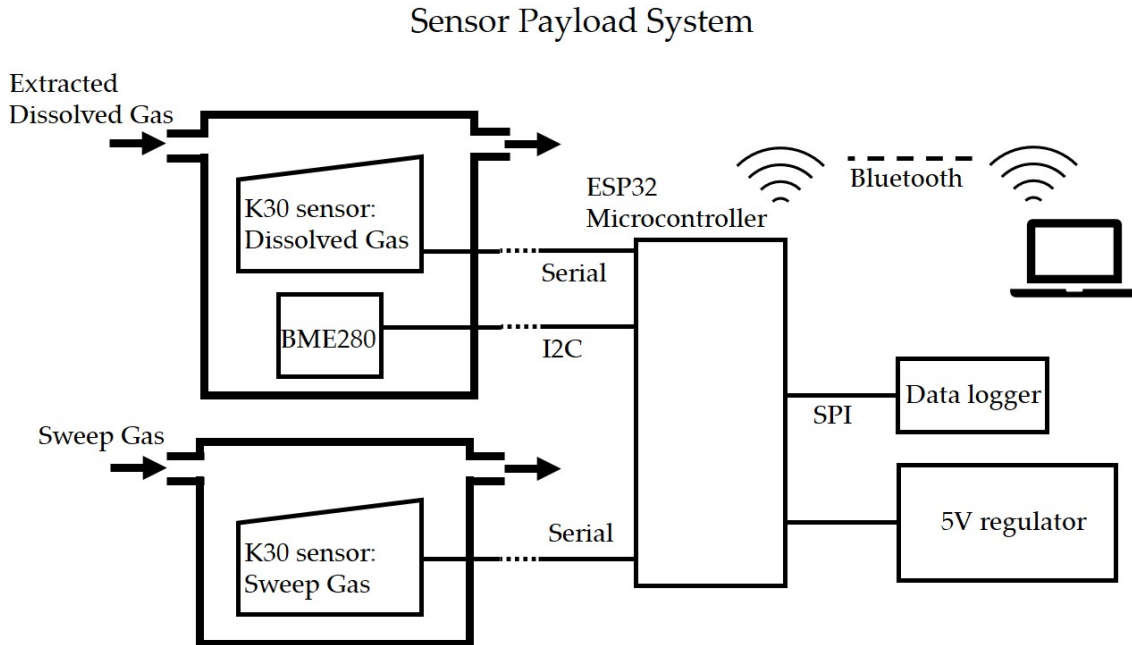 Sensor Payload System
Extracted
Dissolved Gas
K30 sensor:
Dissolved Gas
BME280
Serial
I2C
ESP32
Microcontroller
Bluetooth
SPI
Data logger
5V regulator
Sweep Gas
K30 sensor:
Sweep Gas
Serial